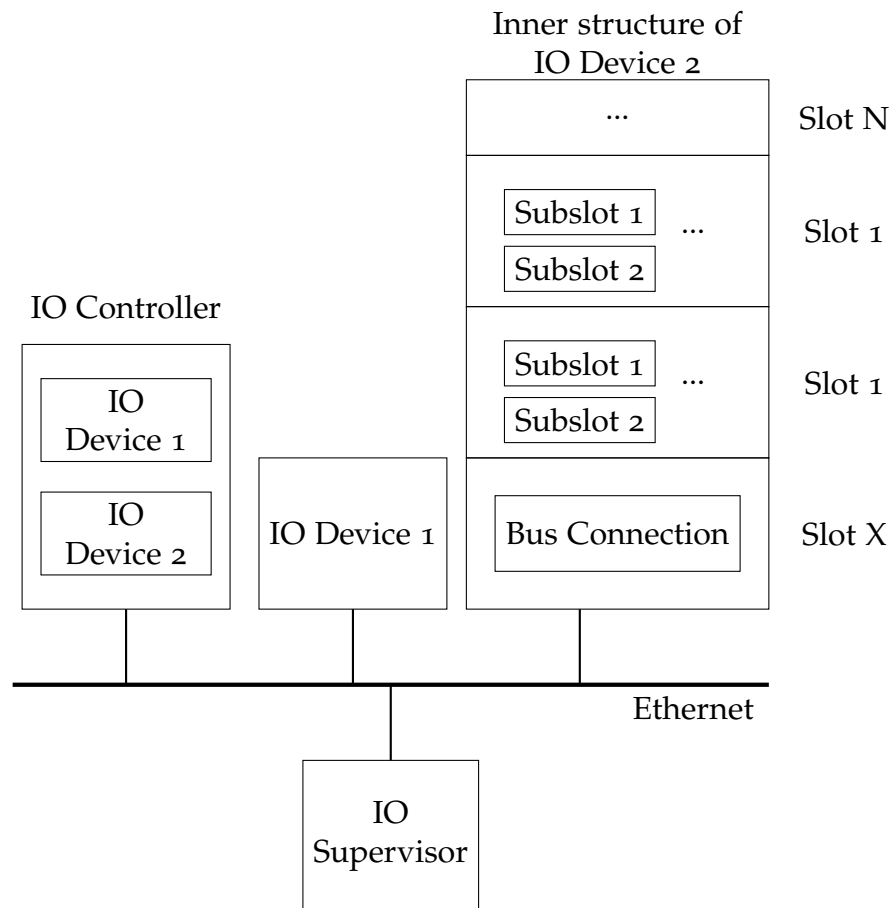 Inner structure of
IO Device 2
...
Slot N
Subslot 1
...
Subslot 2
Slot 1
IO Controller
Subslot 1
...
Subslot 2
Slot 1
IO
Device 1
IO
Device 2
IO Device 1
Bus Connection
Slot X
Ethernet
IO
Supervisor